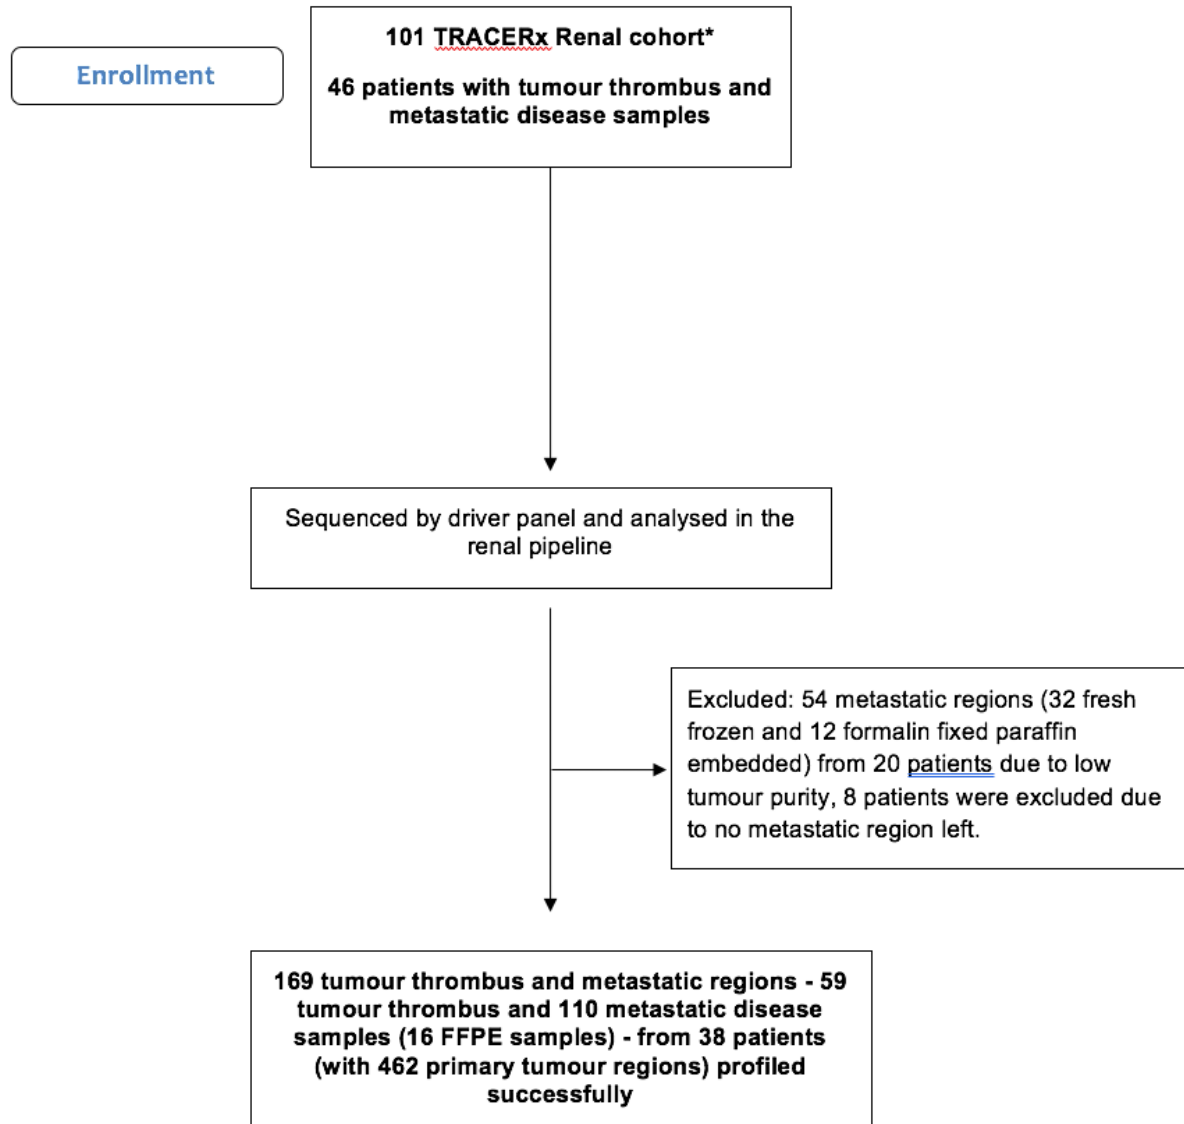 Enrollment
101 TRACERx Renal cohort*
46 patients with tumour thrombus and
metastatic disease samples
Sequenced by driver panel and analysed in the
renal pipeline
Excluded: 54 metastatic regions (32 fresh
frozen and 12 formalin fixed paraffin
embedded) from 20 patients due to low
tumour purity, 8 patients were excluded due
to no metastatic region left.
169 tumour thrombus and metastatic regions - 59
tumour thrombus and 110 metastatic disease
samples (16 FFPE samples) - from 38 patients
(with 462 primary tumour regions) profiled
successfully